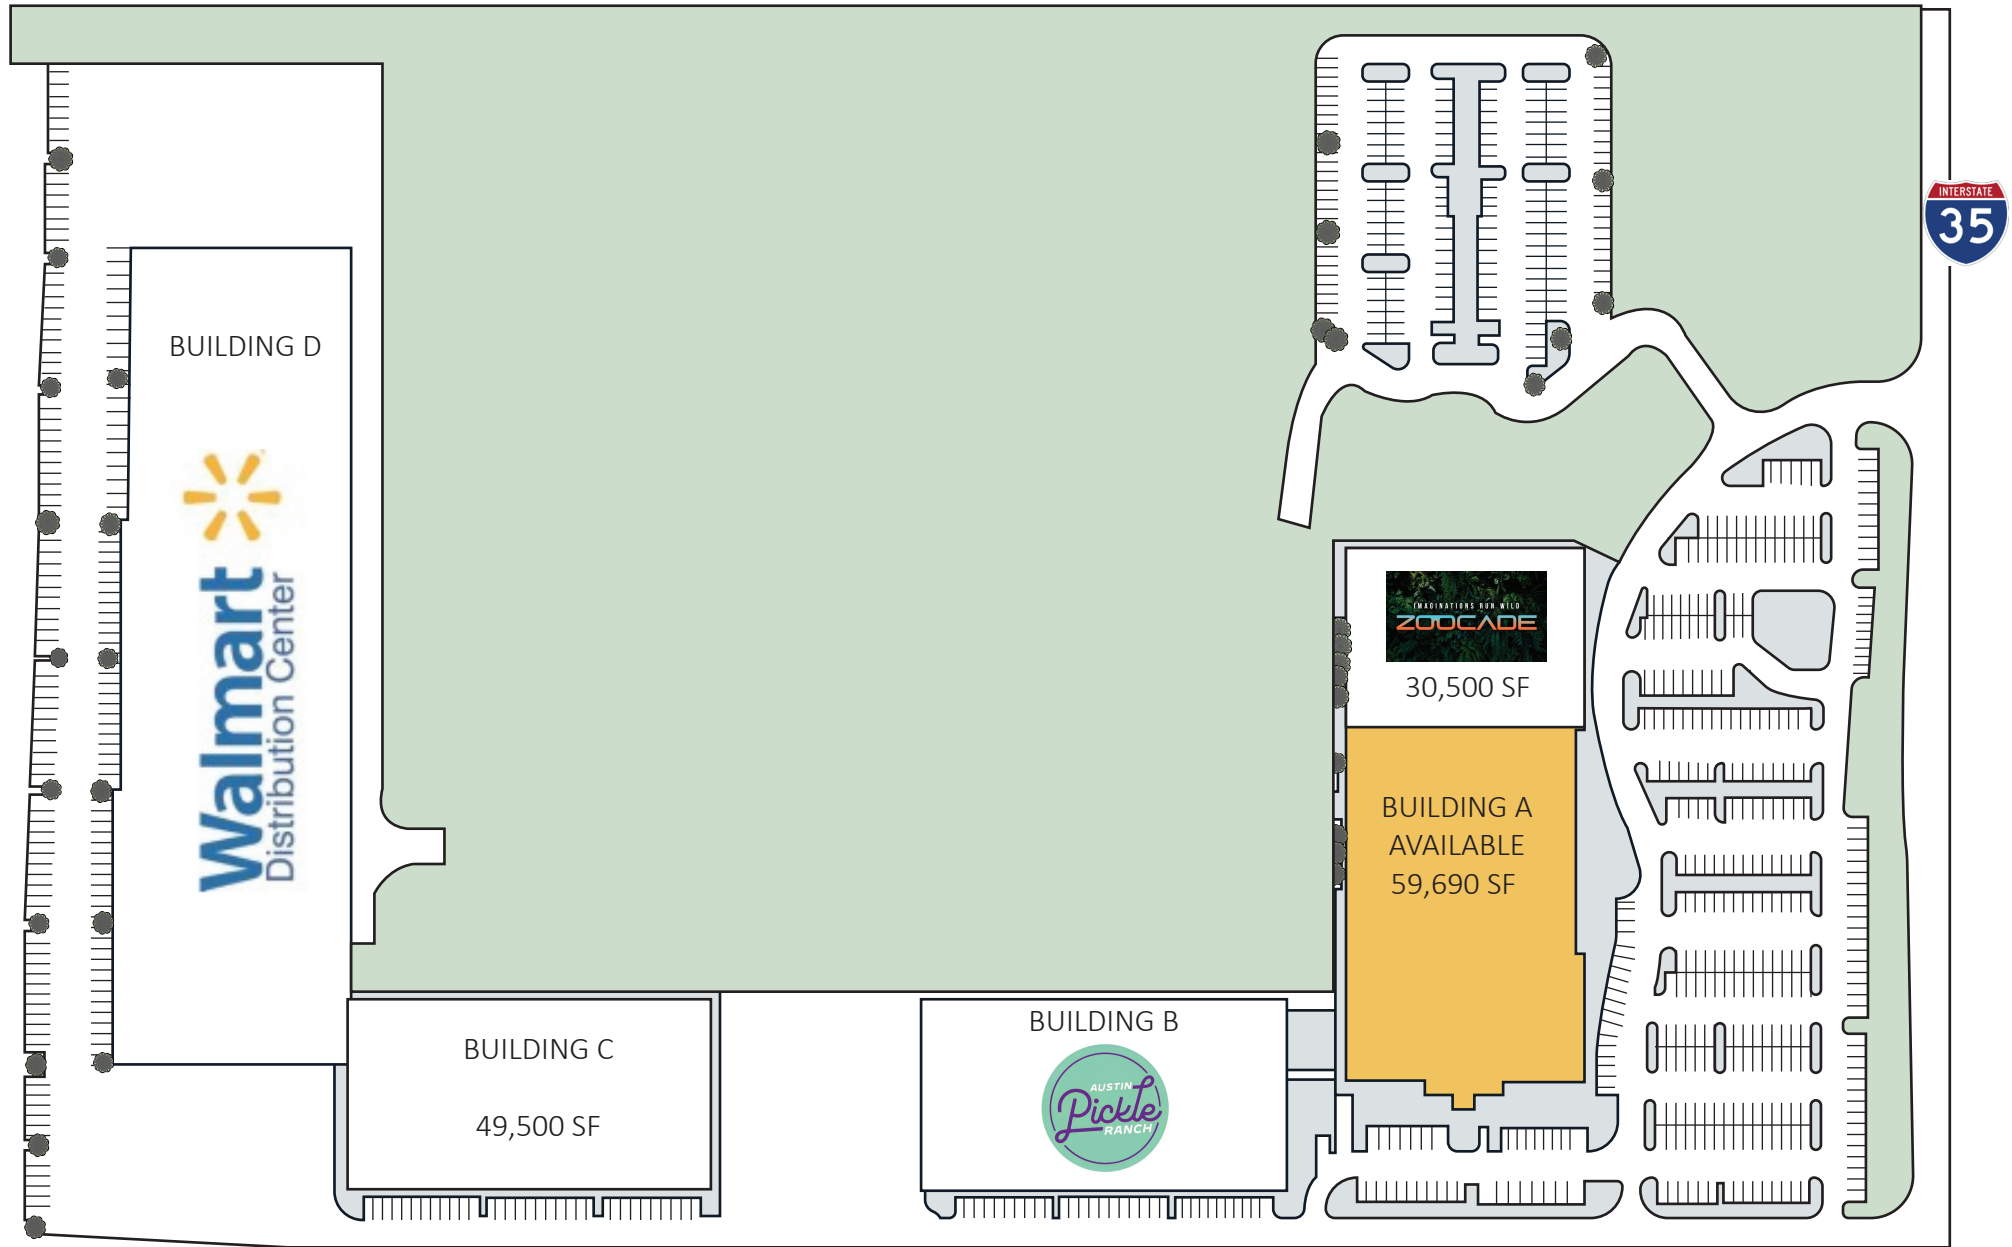 INTERSTATE
35
BUILDING D
Walmart
Distribution Center
IMAGINATIONS RUN WILD
ZOOCADE
30,500 SF
BUILDING A
AVAILABLE
59,690 SF
BUILDING C
49,500 SF
BUILDING B
AUSTIN
Pickle
RANCH